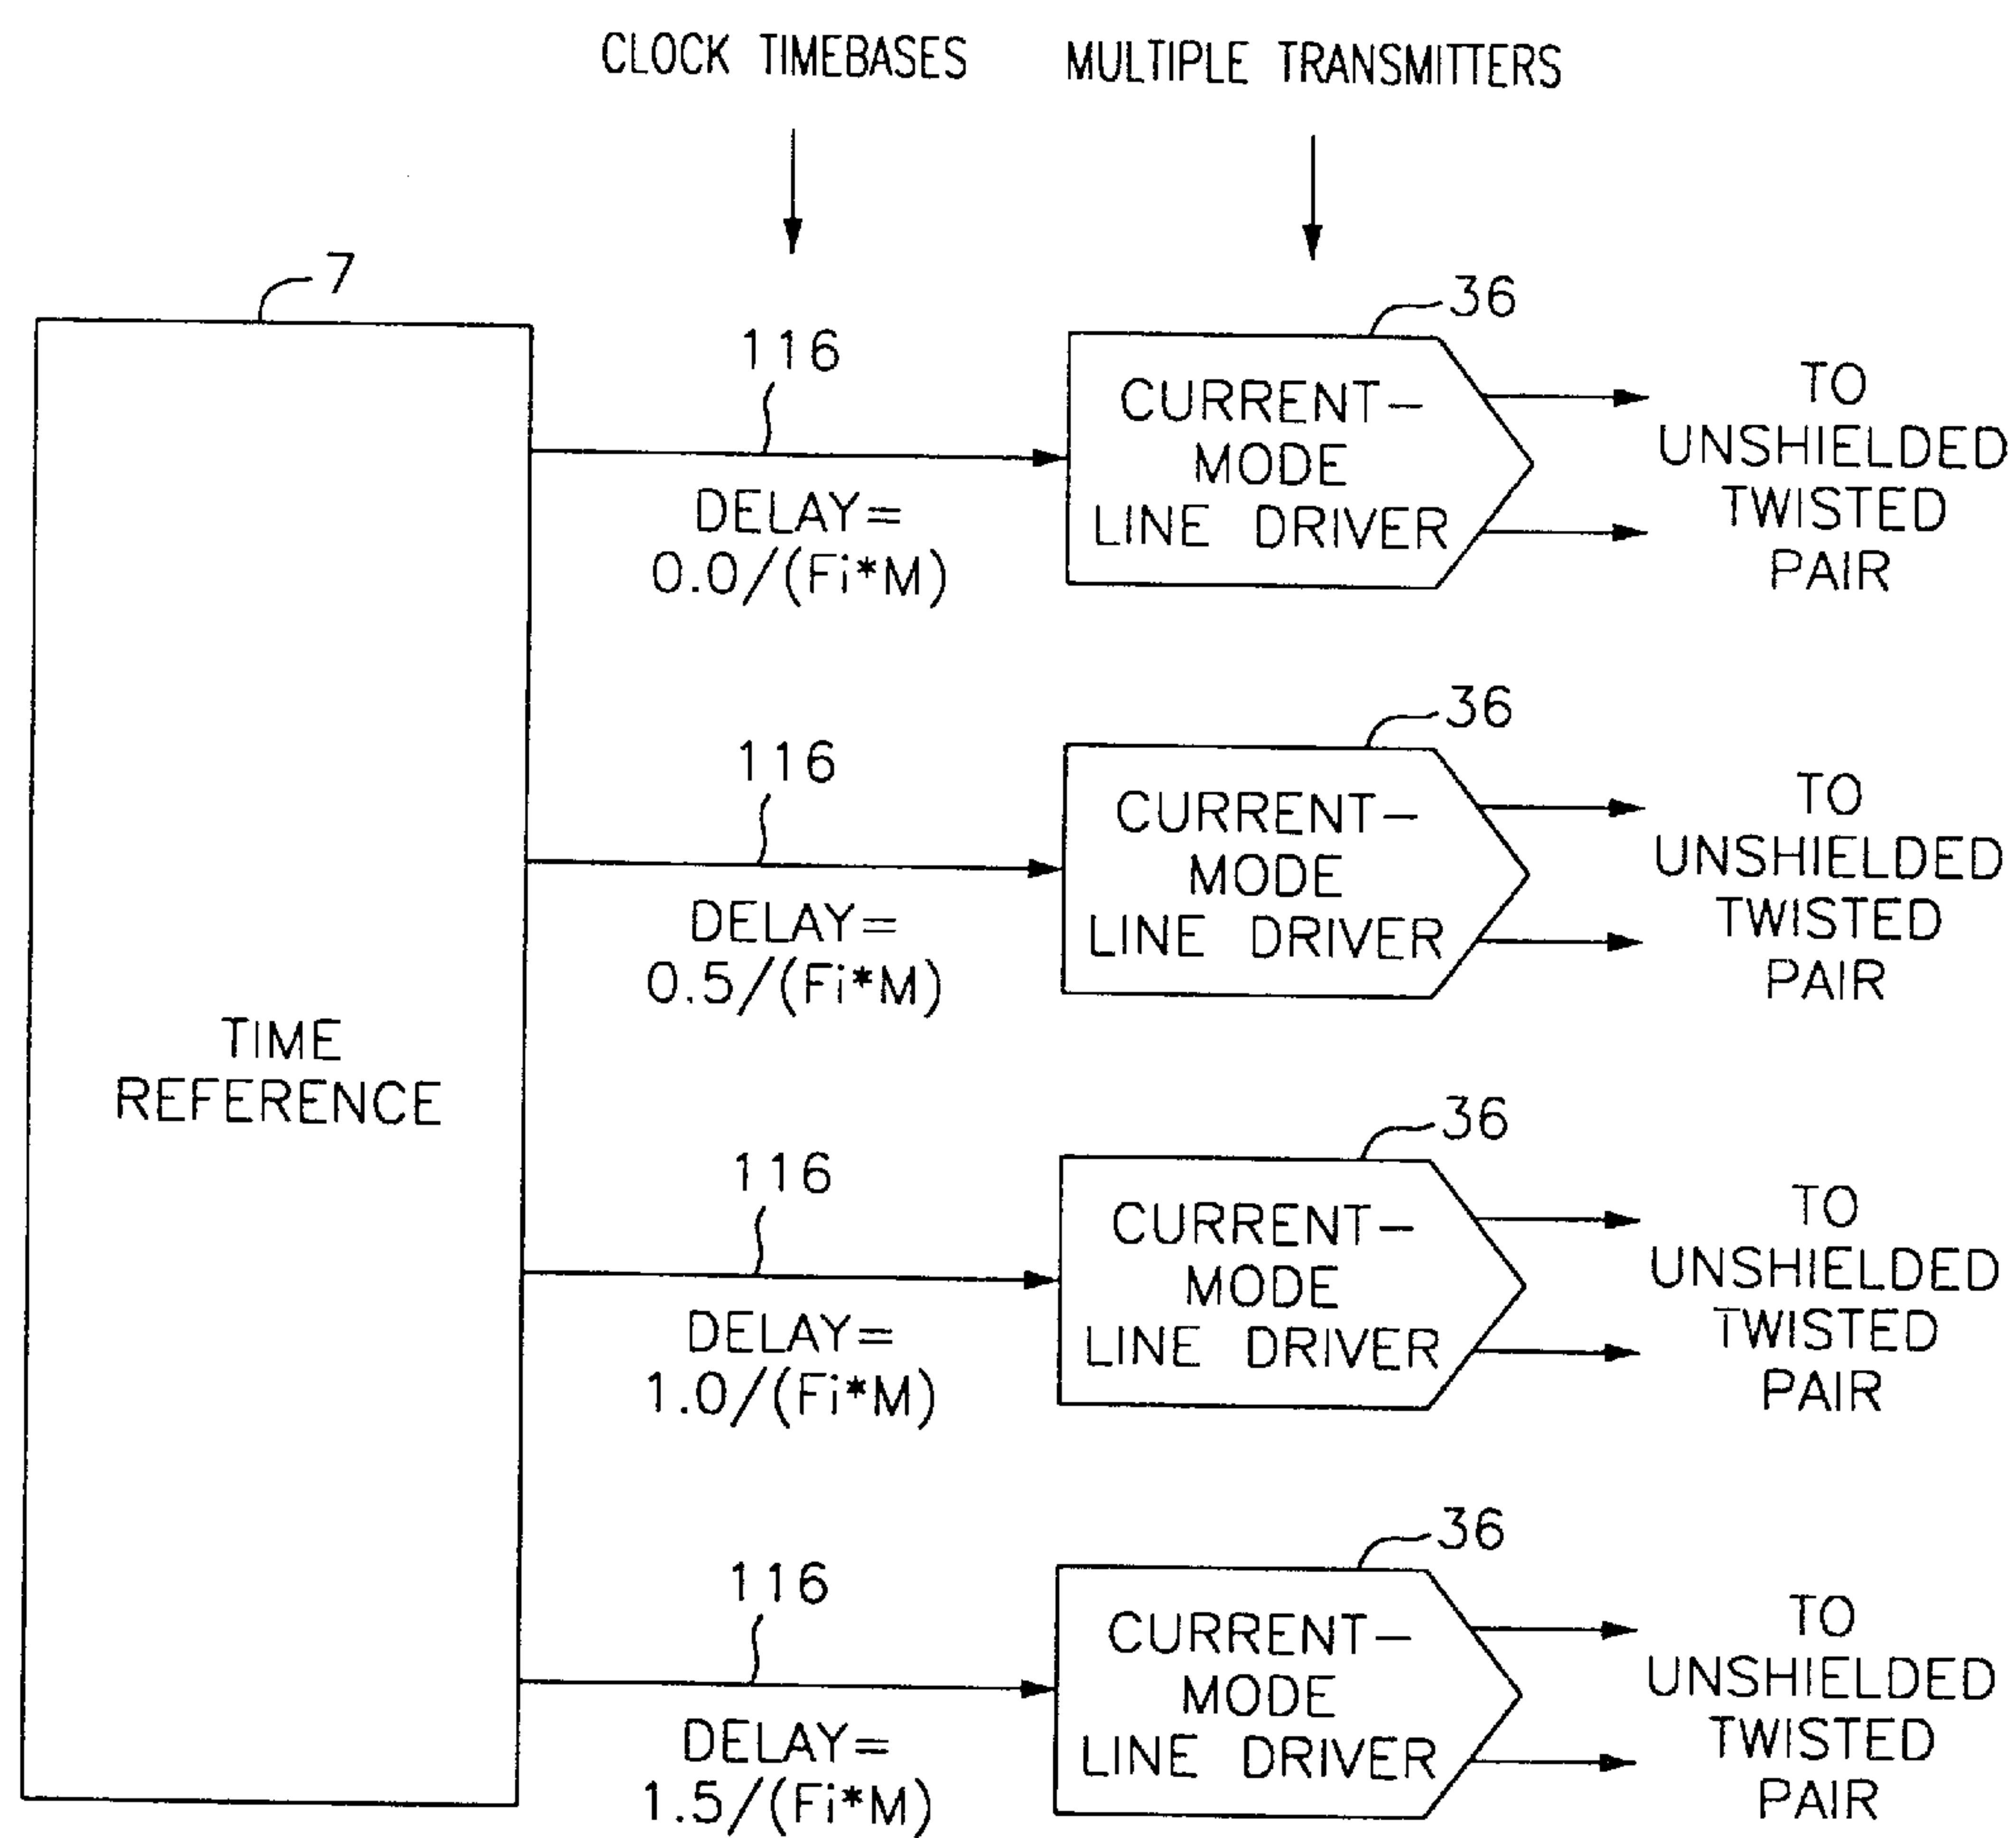 CLOCK TIMEBASES
MULTIPLE TRANSMITTERS
7
116
36
CURRENT-
MODE
LINE DRIVER
TO
UNSHIELDED
TWISTED
PAIR
DELAY=
0.0/(Fi*M)
116
36
CURRENT-
MODE
LINE DRIVER
TO
UNSHIELDED
TWISTED
PAIR
DELAY=
0.5/(Fi*M)
TIME
REFERENCE
116
36
CURRENT-
MODE
LINE DRIVER
TO
UNSHIELDED
TWISTED
PAIR
DELAY=
1.0/(Fi*M)
116
36
CURRENT-
MODE
LINE DRIVER
TO
UNSHIELDED
TWISTED
PAIR
DELAY=
1.5/(Fi*M)